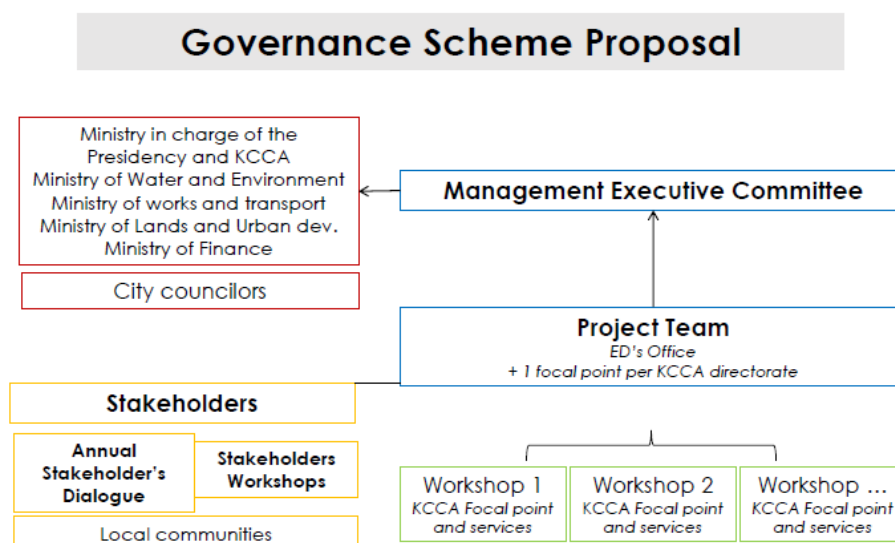 Governance Scheme Proposal
Ministry in charge of the
Presidency and KCCA
Ministry of Water and Environment
Ministry of works and transport
Ministry of Lands and Urban dev.
Ministry of Finance
City councilors
Management Executive Committee
Project Team
ED's Office
+ 1 focal point per KCCA directorate
Stakeholders
Annual
Stakeholder's
Dialogue
Stakeholders
Workshops
Local communities
Workshop 1
KCCA Focal point
and services
Workshop 2
KCCA Focal point
and services
Workshop ...
KCCA Focal point
and services